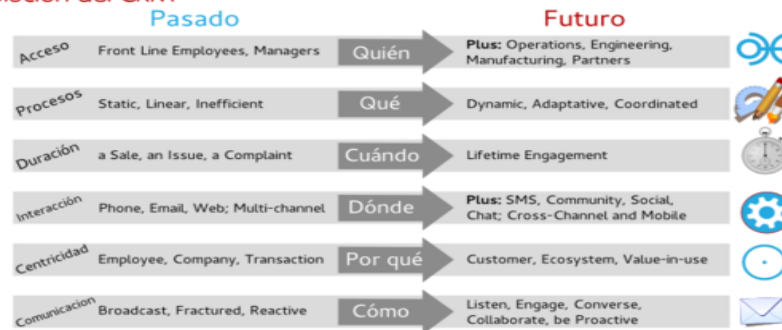 Pasado Futuro
Acceso Front Line Employees, Managers Quién Plus: Operations, Engineering,
Manufacturing, Partners
Procesos Static, Linear, Inefficient Qué Dynamic, Adaptative, Coordinated
Duración a Sale, an Issue, a Complaint Cuándo Lifetime Engagement
Interacción Phone, Email, Web; Multi-channel Dónde Plus: SMS, Community, Social,
Chat; Cross-Channel and Mobile
Centricidad Employee, Company, Transaction Por qué Customer, Ecosystem, Value-in-use
Comunicacion Broadcast, Fractured, Reactive Cómo Listen, Engage, Converse,
Collaborate, be Proactive